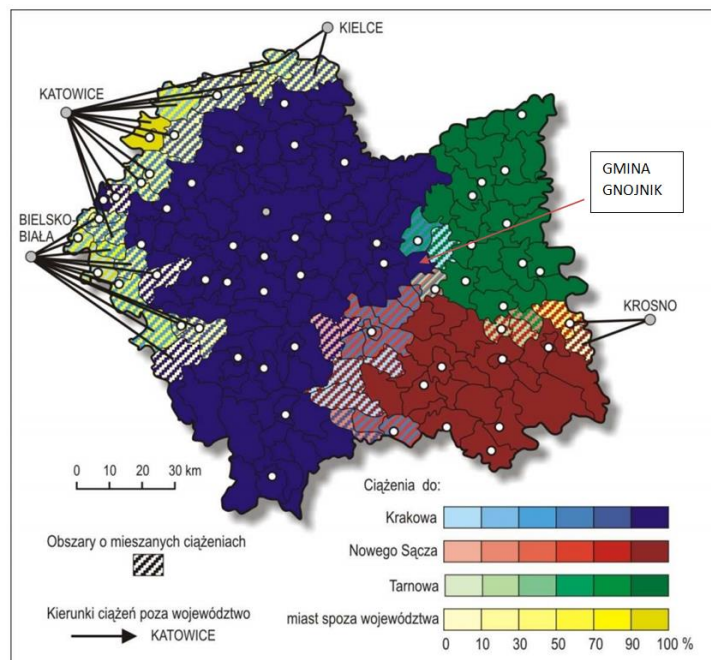 KIELCE
KATOWICE
GMINA
GNOJNIK
BIELSKO-
BIAŁA
KROSNO
0 10 20 30 km
Ciążenia do:
Krakowa
Obszary o mieszanych ciążeniach
Nowego Sącza
Tarnowa
Kierunki ciążeń poza województwo
KATOWICE
miast spoza województwa
0 10 30 50 70 90 100 %